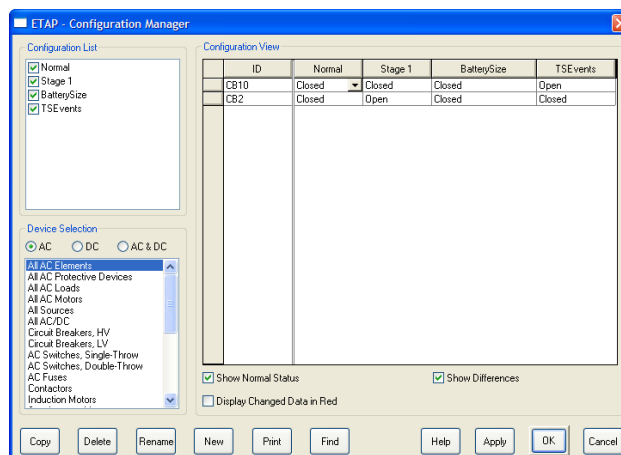 ETAP - Configuration Manager
Configuration List
Normal
Stage 1
BatterySize
TSEvents
Device Selection
AC DC AC & DC
All AC Elements
All AC Protective Devices
All AC Loads
All AC Motors
All Sources
All AC/DC
Circuit Breakers, HV
Circuit Breakers, LV
AC Switches, Single-Throw
AC Switches, Double-Throw
AC Fuses
Contactors
Induction Motors
Configuration View
ID Normal Stage 1 BatterySize TSEvents
CB10 Closed Closed Closed Open
CB2 Closed Open Closed Closed
Show Normal Status Show Differences
Display Changed Data in Red
Copy Delete Rename New Print Find Help Apply OK Cancel